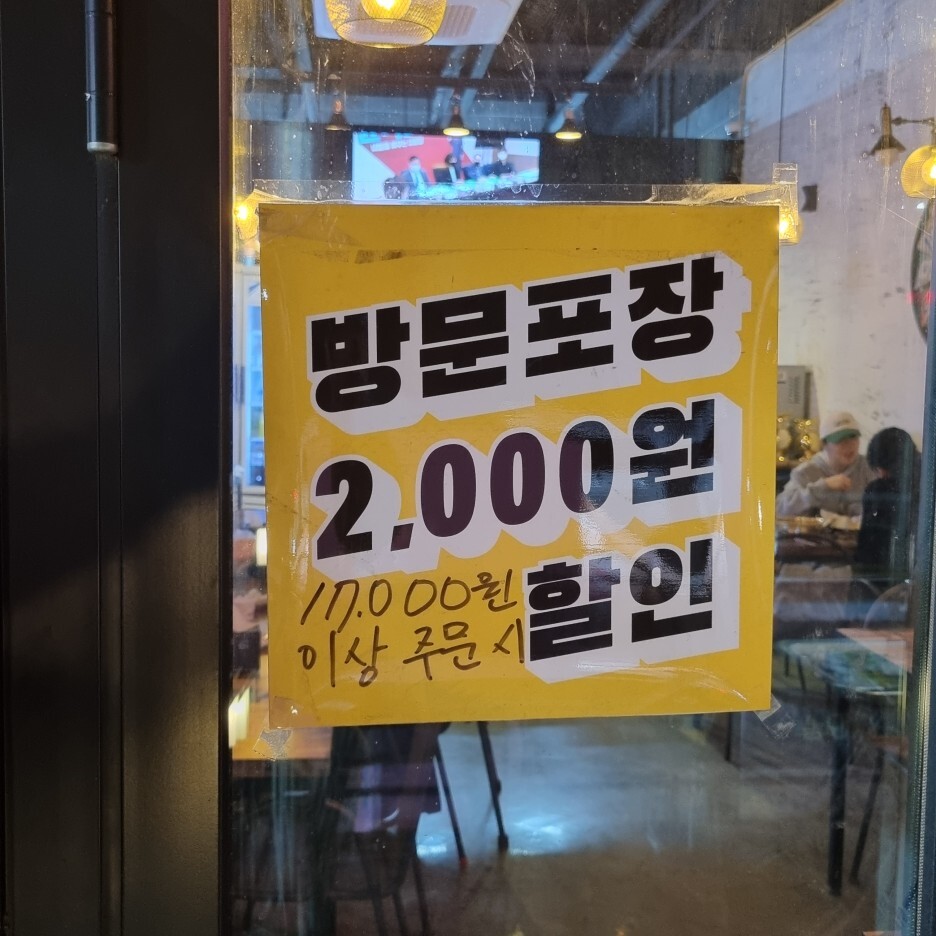 방문포장
2,000원
할인
17.000원
이상 주문 시